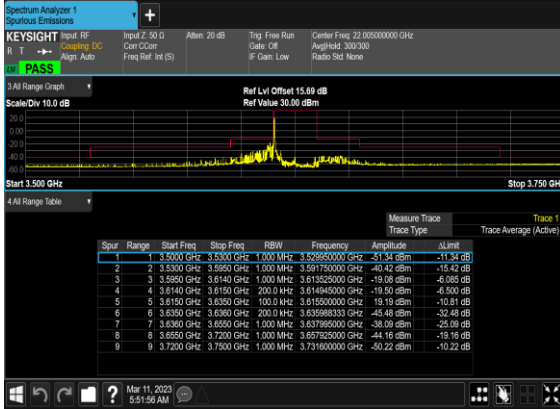 Spectrum Analyzer 1
Spurious Emissions
+
KEYSIGHT Input: RF Input Z: 50 Ω Atten: 20 dB Trig: Free Run Center Freq: 22.005000000 GHz
R T Coupling: DC Corr CCorr Gate: Off Avg|Hold: 300/300
Align: Auto Freq Ref: Int (S) IF Gain: Low Radio Std: None
PASS
3 All Range Graph
Ref Lvl Offset 15.69 dB
Scale/Div 10.0 dB Ref Value 30.00 dBm
20.0
0.00
-20.0
-40.0
-60.0
Start 3.500 GHz Stop 3.750 GH
4 All Range Table
Measure Trace Trace 1
Trace Type Trace Average (Active)
Spur Range Start Freq Stop Freq RBW Frequency Amplitude ΔLimit
1 1 3.5000 GHz 3.5300 GHz 1.000 MHz 3.529950000 GHz -51.34 dBm -11.34 dB
2 2 3.5300 GHz 3.5950 GHz 1.000 MHz 3.591750000 GHz -40.42 dBm -15.42 dB
3 3 3.5950 GHz 3.6140 GHz 1.000 MHz 3.613525000 GHz -19.08 dBm -6.085 dB
4 4 3.6140 GHz 3.6150 GHz 200.0 kHz 3.614945000 GHz -19.50 dBm -6.500 dB
5 5 3.6150 GHz 3.6350 GHz 100.0 kHz 3.615500000 GHz 19.19 dBm -10.81 dB
6 6 3.6350 GHz 3.6360 GHz 200.0 kHz 3.635988333 GHz -45.48 dBm -32.48 dB
7 7 3.6360 GHz 3.6550 GHz 1.000 MHz 3.637995000 GHz -38.09 dBm -25.09 dB
8 8 3.6550 GHz 3.7200 GHz 1.000 MHz 3.657925000 GHz -44.16 dBm -19.16 dB
9 9 3.7200 GHz 3.7500 GHz 1.000 MHz 3.731600000 GHz -50.22 dBm -10.22 dB
? Mar 11, 2023
5:51:56 AM